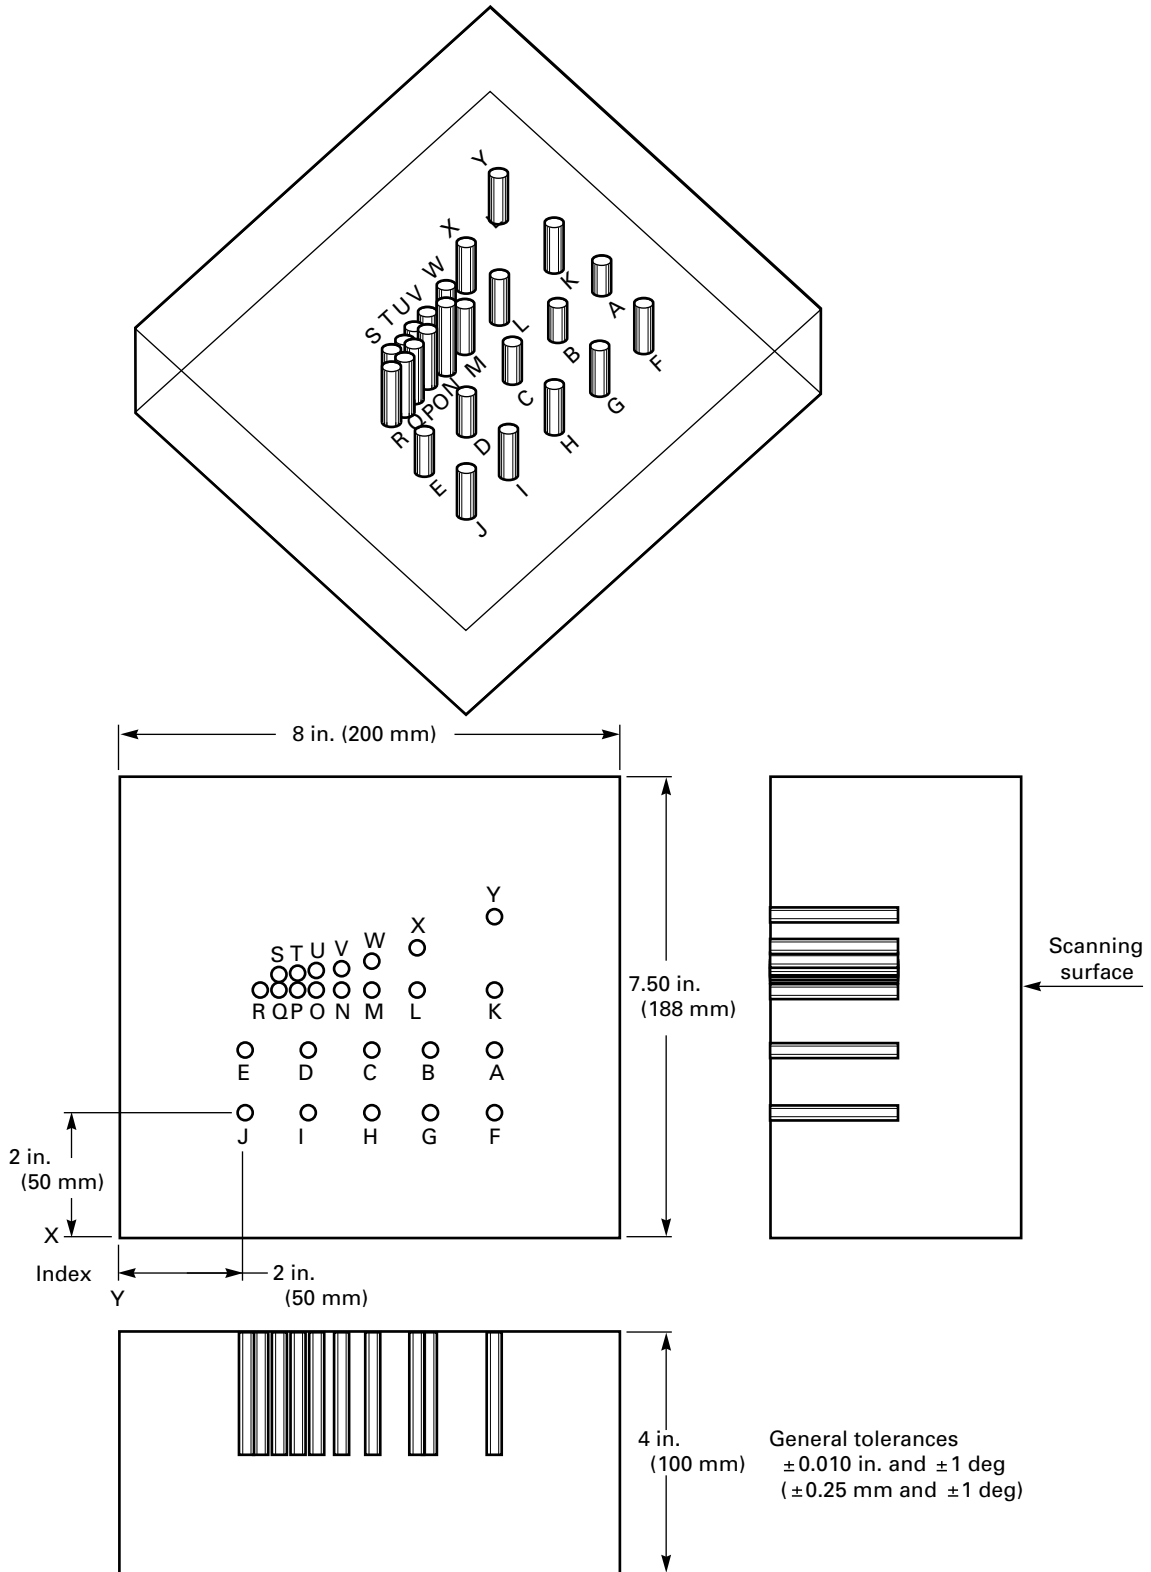 Y
X
K
W
A
S T U V
L
F
B
M
R Q P O N
C
G
D
H
E
I
J
8 in. (200 mm)
Y
X
W
S T U V
R Q P O N M L K
7.50 in.
(188 mm)
Scanning
surface
E D C B A
J I H G F
2 in.
(50 mm)
X
Index
Y
2 in.
(50 mm)
4 in.
(100 mm)
General tolerances
±0.010 in. and ±1 deg
(±0.25 mm and ±1 deg)